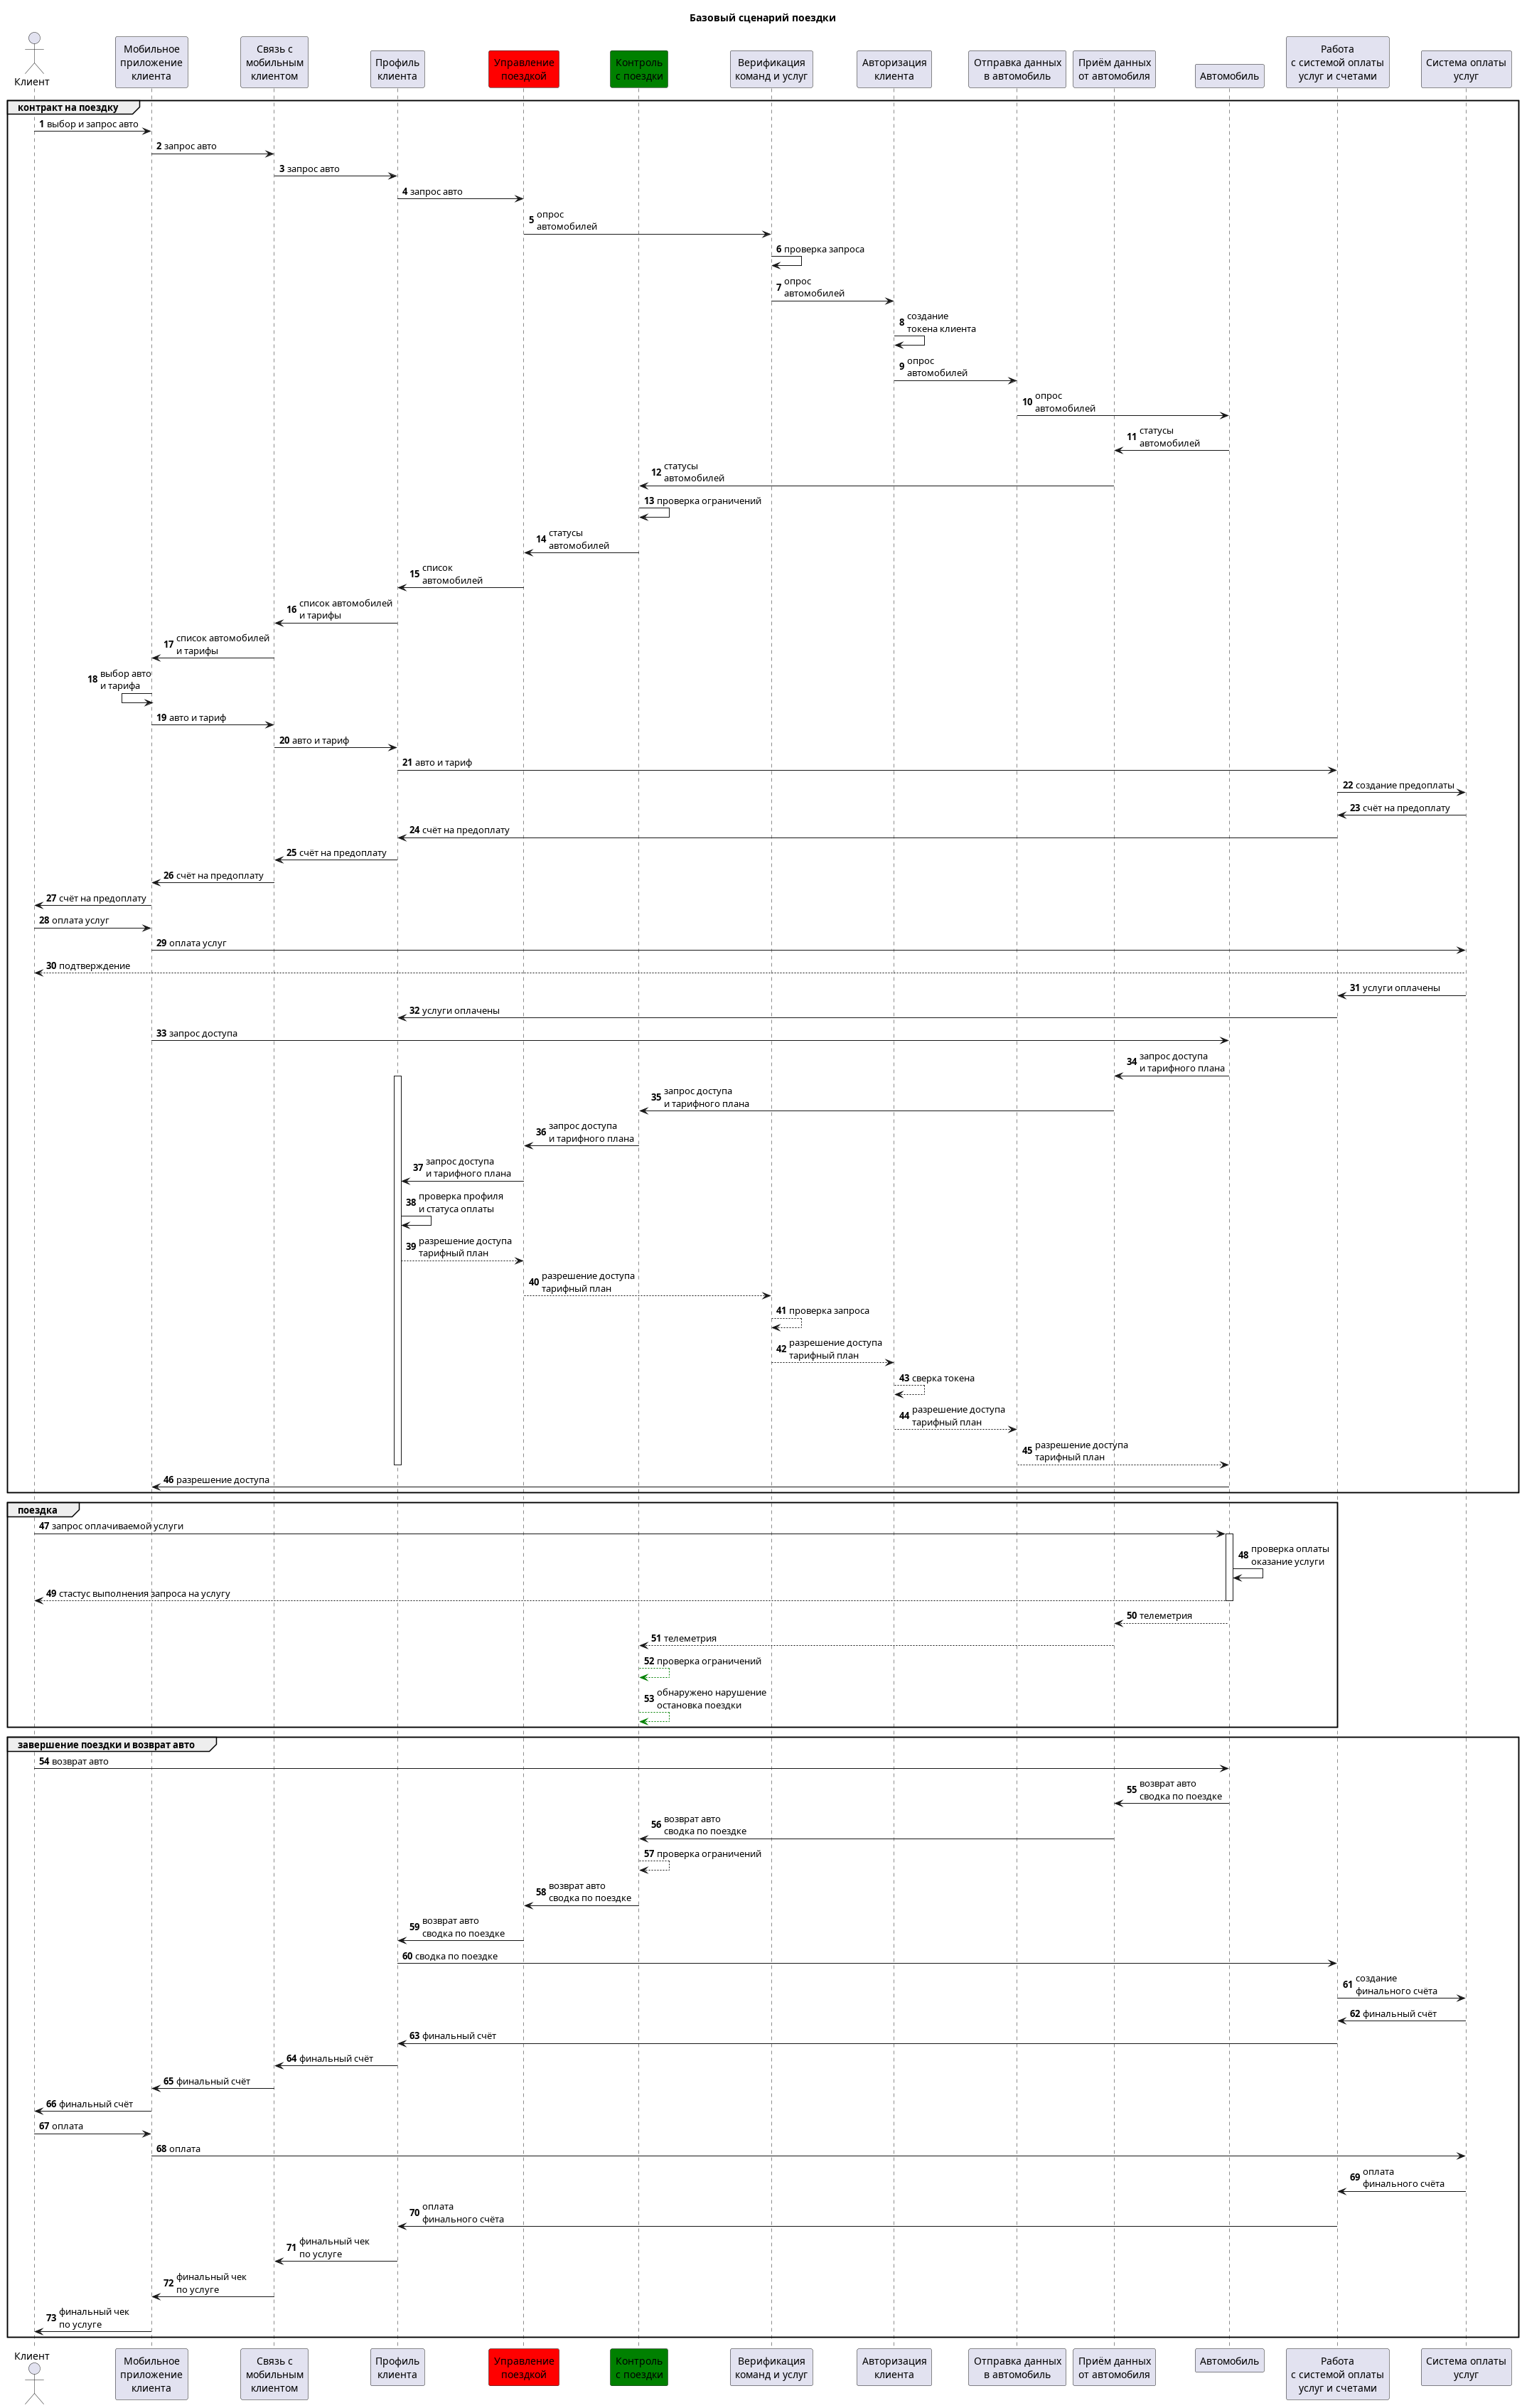 Базовый сценарий поездки
Клиент
Мобильное
приложение
клиента
Связь с
мобильным
клиентом
Профиль
клиента
Управление
поездкой
Контроль
с поездки
Верификация
команд и услуг
Авторизация
клиента
Отправка данных
в автомобиль
Приём данных
от автомобиля
Автомобиль
Работа
с системой оплаты
услуг и счетами
Система оплаты
услуг
контракт на поездку
1 выбор и запрос авто
2 запрос авто
3 запрос авто
4 запрос авто
5 опрос
автомобилей
6 проверка запроса
7 опрос
автомобилей
8 создание
токена клиента
9 опрос
автомобилей
10 опрос
автомобилей
11 статусы
автомобилей
12 статусы
автомобилей
13 проверка ограничений
14 статусы
автомобилей
15 список
автомобилей
16 список автомобилей
и тарифы
17 список автомобилей
и тарифы
18 выбор авто
и тарифа
19 авто и тариф
20 авто и тариф
21 авто и тариф
22 создание предоплаты
23 счёт на предоплату
24 счёт на предоплату
25 счёт на предоплату
26 счёт на предоплату
27 счёт на предоплату
28 оплата услуг
29 оплата услуг
30 подтверждение
31 услуги оплачены
32 услуги оплачены
33 запрос доступа
34 запрос доступа
и тарифного плана
35 запрос доступа
и тарифного плана
36 запрос доступа
и тарифного плана
37 запрос доступа
и тарифного плана
38 проверка профиля
и статуса оплаты
39 разрешение доступа
тарифный план
40 разрешение доступа
тарифный план
41 проверка запроса
42 разрешение доступа
тарифный план
43 сверка токена
44 разрешение доступа
тарифный план
45 разрешение доступа
тарифный план
46 разрешение доступа
поездка
47 запрос оплачиваемой услуги
48 проверка оплаты
оказание услуги
49 стастус выполнения запроса на услугу
50 телеметрия
51 телеметрия
52 проверка ограничений
53 обнаружено нарушение
остановка поездки
завершение поездки и возврат авто
54 возврат авто
55 возврат авто
сводка по поездке
56 возврат авто
сводка по поездке
57 проверка ограничений
58 возврат авто
сводка по поездке
59 возврат авто
сводка по поездке
60 сводка по поездке
61 создание
финального счёта
62 финальный счёт
63 финальный счёт
64 финальный счёт
65 финальный счёт
66 финальный счёт
67 оплата
68 оплата
69 оплата
финального счёта
70 оплата
финального счёта
71 финальный чек
по услуге
72 финальный чек
по услуге
73 финальный чек
по услуге
Клиент
Мобильное
приложение
клиента
Связь с
мобильным
клиентом
Профиль
клиента
Управление
поездкой
Контроль
с поездки
Верификация
команд и услуг
Авторизация
клиента
Отправка данных
в автомобиль
Приём данных
от автомобиля
Автомобиль
Работа
с системой оплаты
услуг и счетами
Система оплаты
услуг